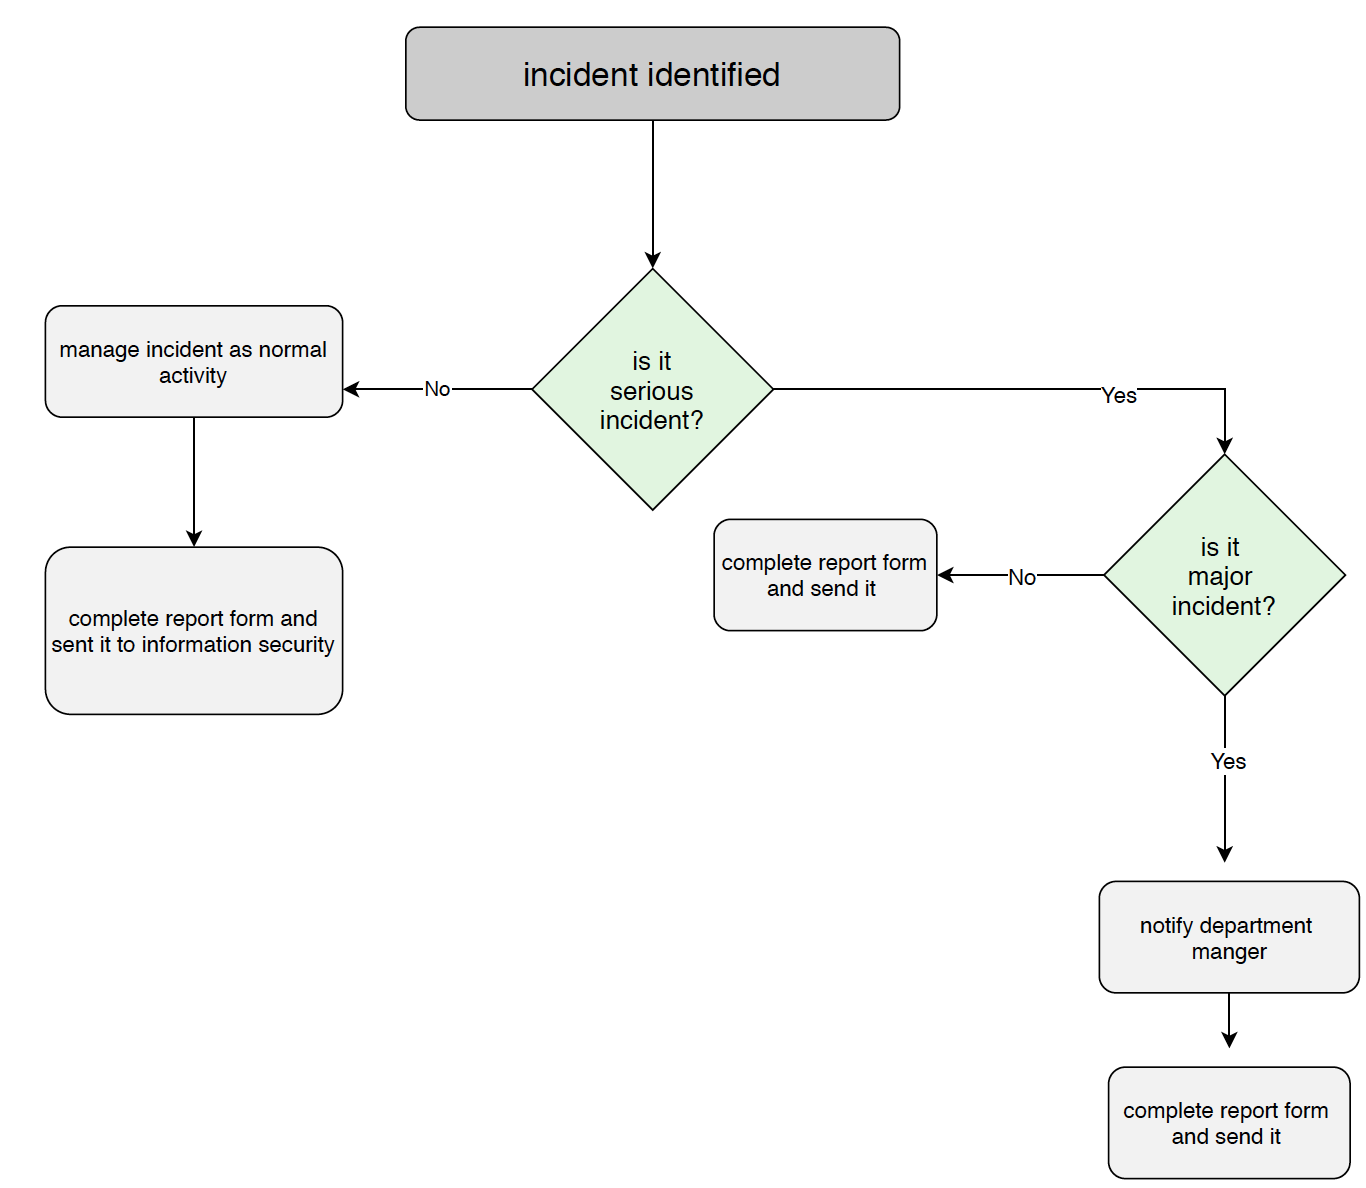 incident identified
is it
serious
incident?
manage incident as normal
activity
No
Yes
complete report form and
sent it to information security
is it
major
incident?
No
complete report form
and send it
Yes
notify department
manger
complete report form
and send it